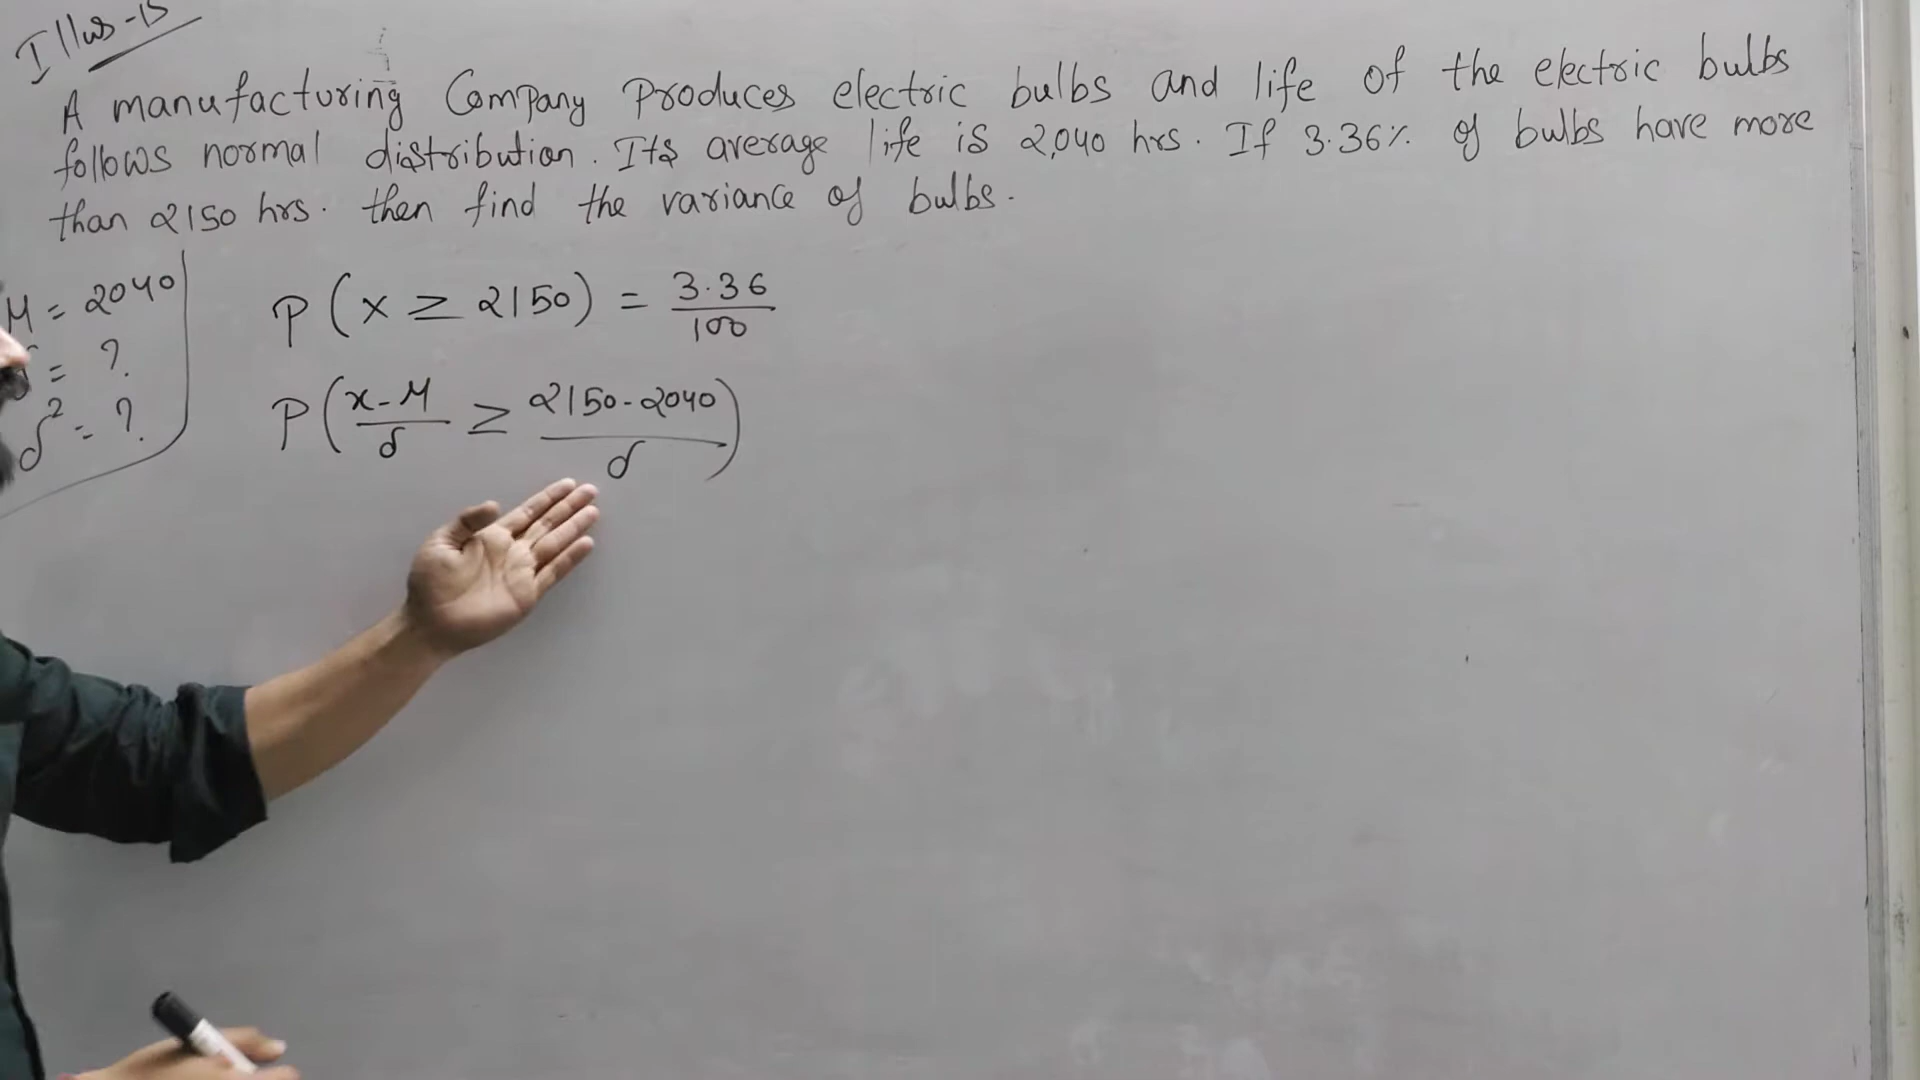 Illus-15
A manufacturing Company Produces electric bulbs and life of the electric bulbs
follows normal distribution. Its average life is 2,040 hrs. If 3.36% of bulbs have more
than 2150 hrs. then find the variance of bulbs.
μ = 2040
= ?
σ² = ?
P(x ≥ 2150) = 3.36/100
P((x-μ)/σ ≥ (2150-2040)/σ)